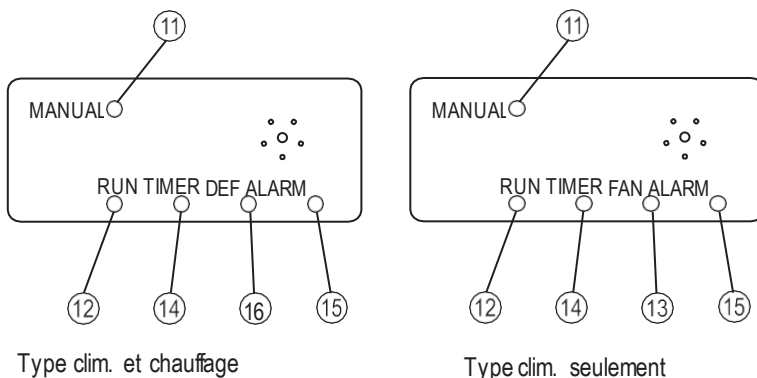 11
11
MANUAL
MANUAL
RUN TIMER DEF ALARM
RUN TIMER FAN ALARM
12 14 16 15
12 14 13 15
Type clim. et chauffage
Type clim. seulement